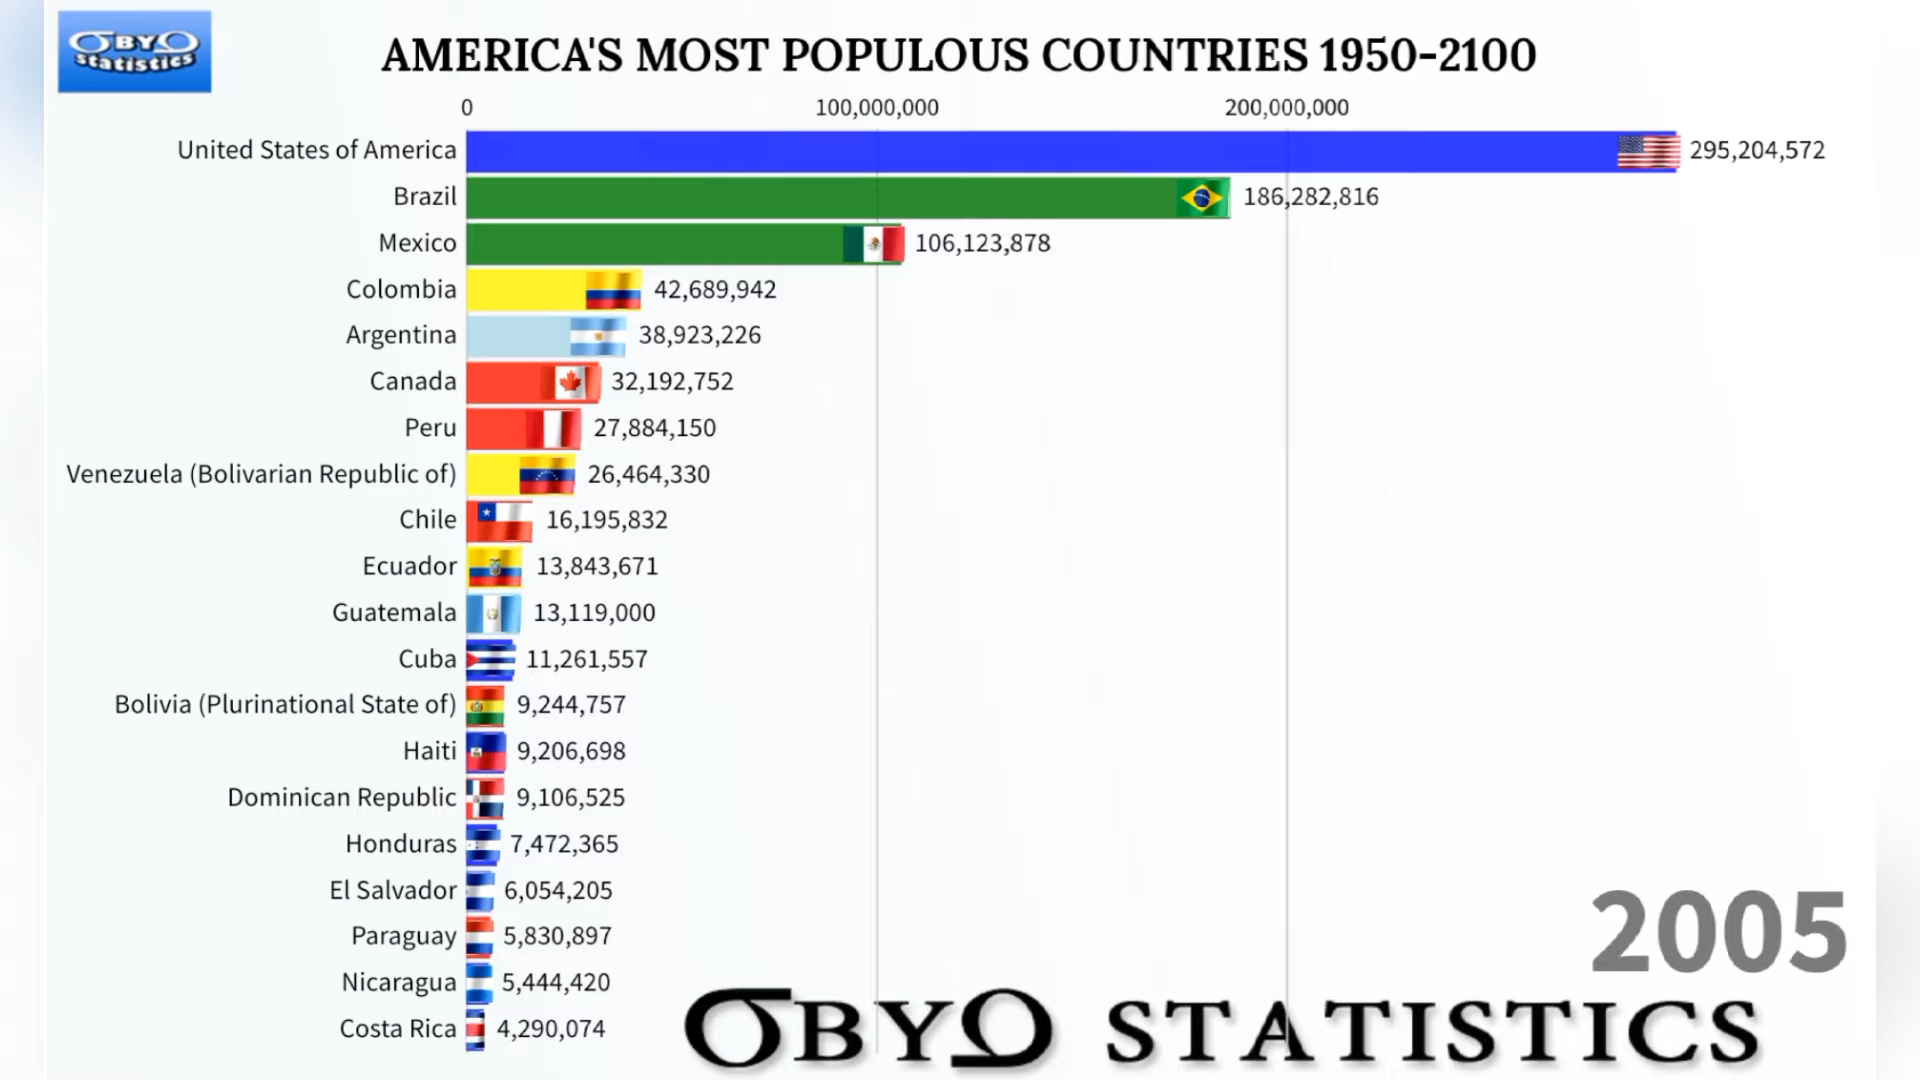 OBYO
statistics
AMERICA'S MOST POPULOUS COUNTRIES 1950-2100
0 100,000,000 200,000,000
United States of America 295,204,572
Brazil 186,282,816
Mexico 106,123,878
Colombia 42,689,942
Argentina 38,923,226
Canada 32,192,752
Peru 27,884,150
Venezuela (Bolivarian Republic of) 26,464,330
Chile 16,195,832
Ecuador 13,843,671
Guatemala 13,119,000
Cuba 11,261,557
Bolivia (Plurinational State of) 9,244,757
Haiti 9,206,698
Dominican Republic 9,106,525
Honduras 7,472,365
El Salvador 6,054,205
Paraguay 5,830,897
Nicaragua 5,444,420
Costa Rica 4,290,074
2005
OBYO STATISTICS